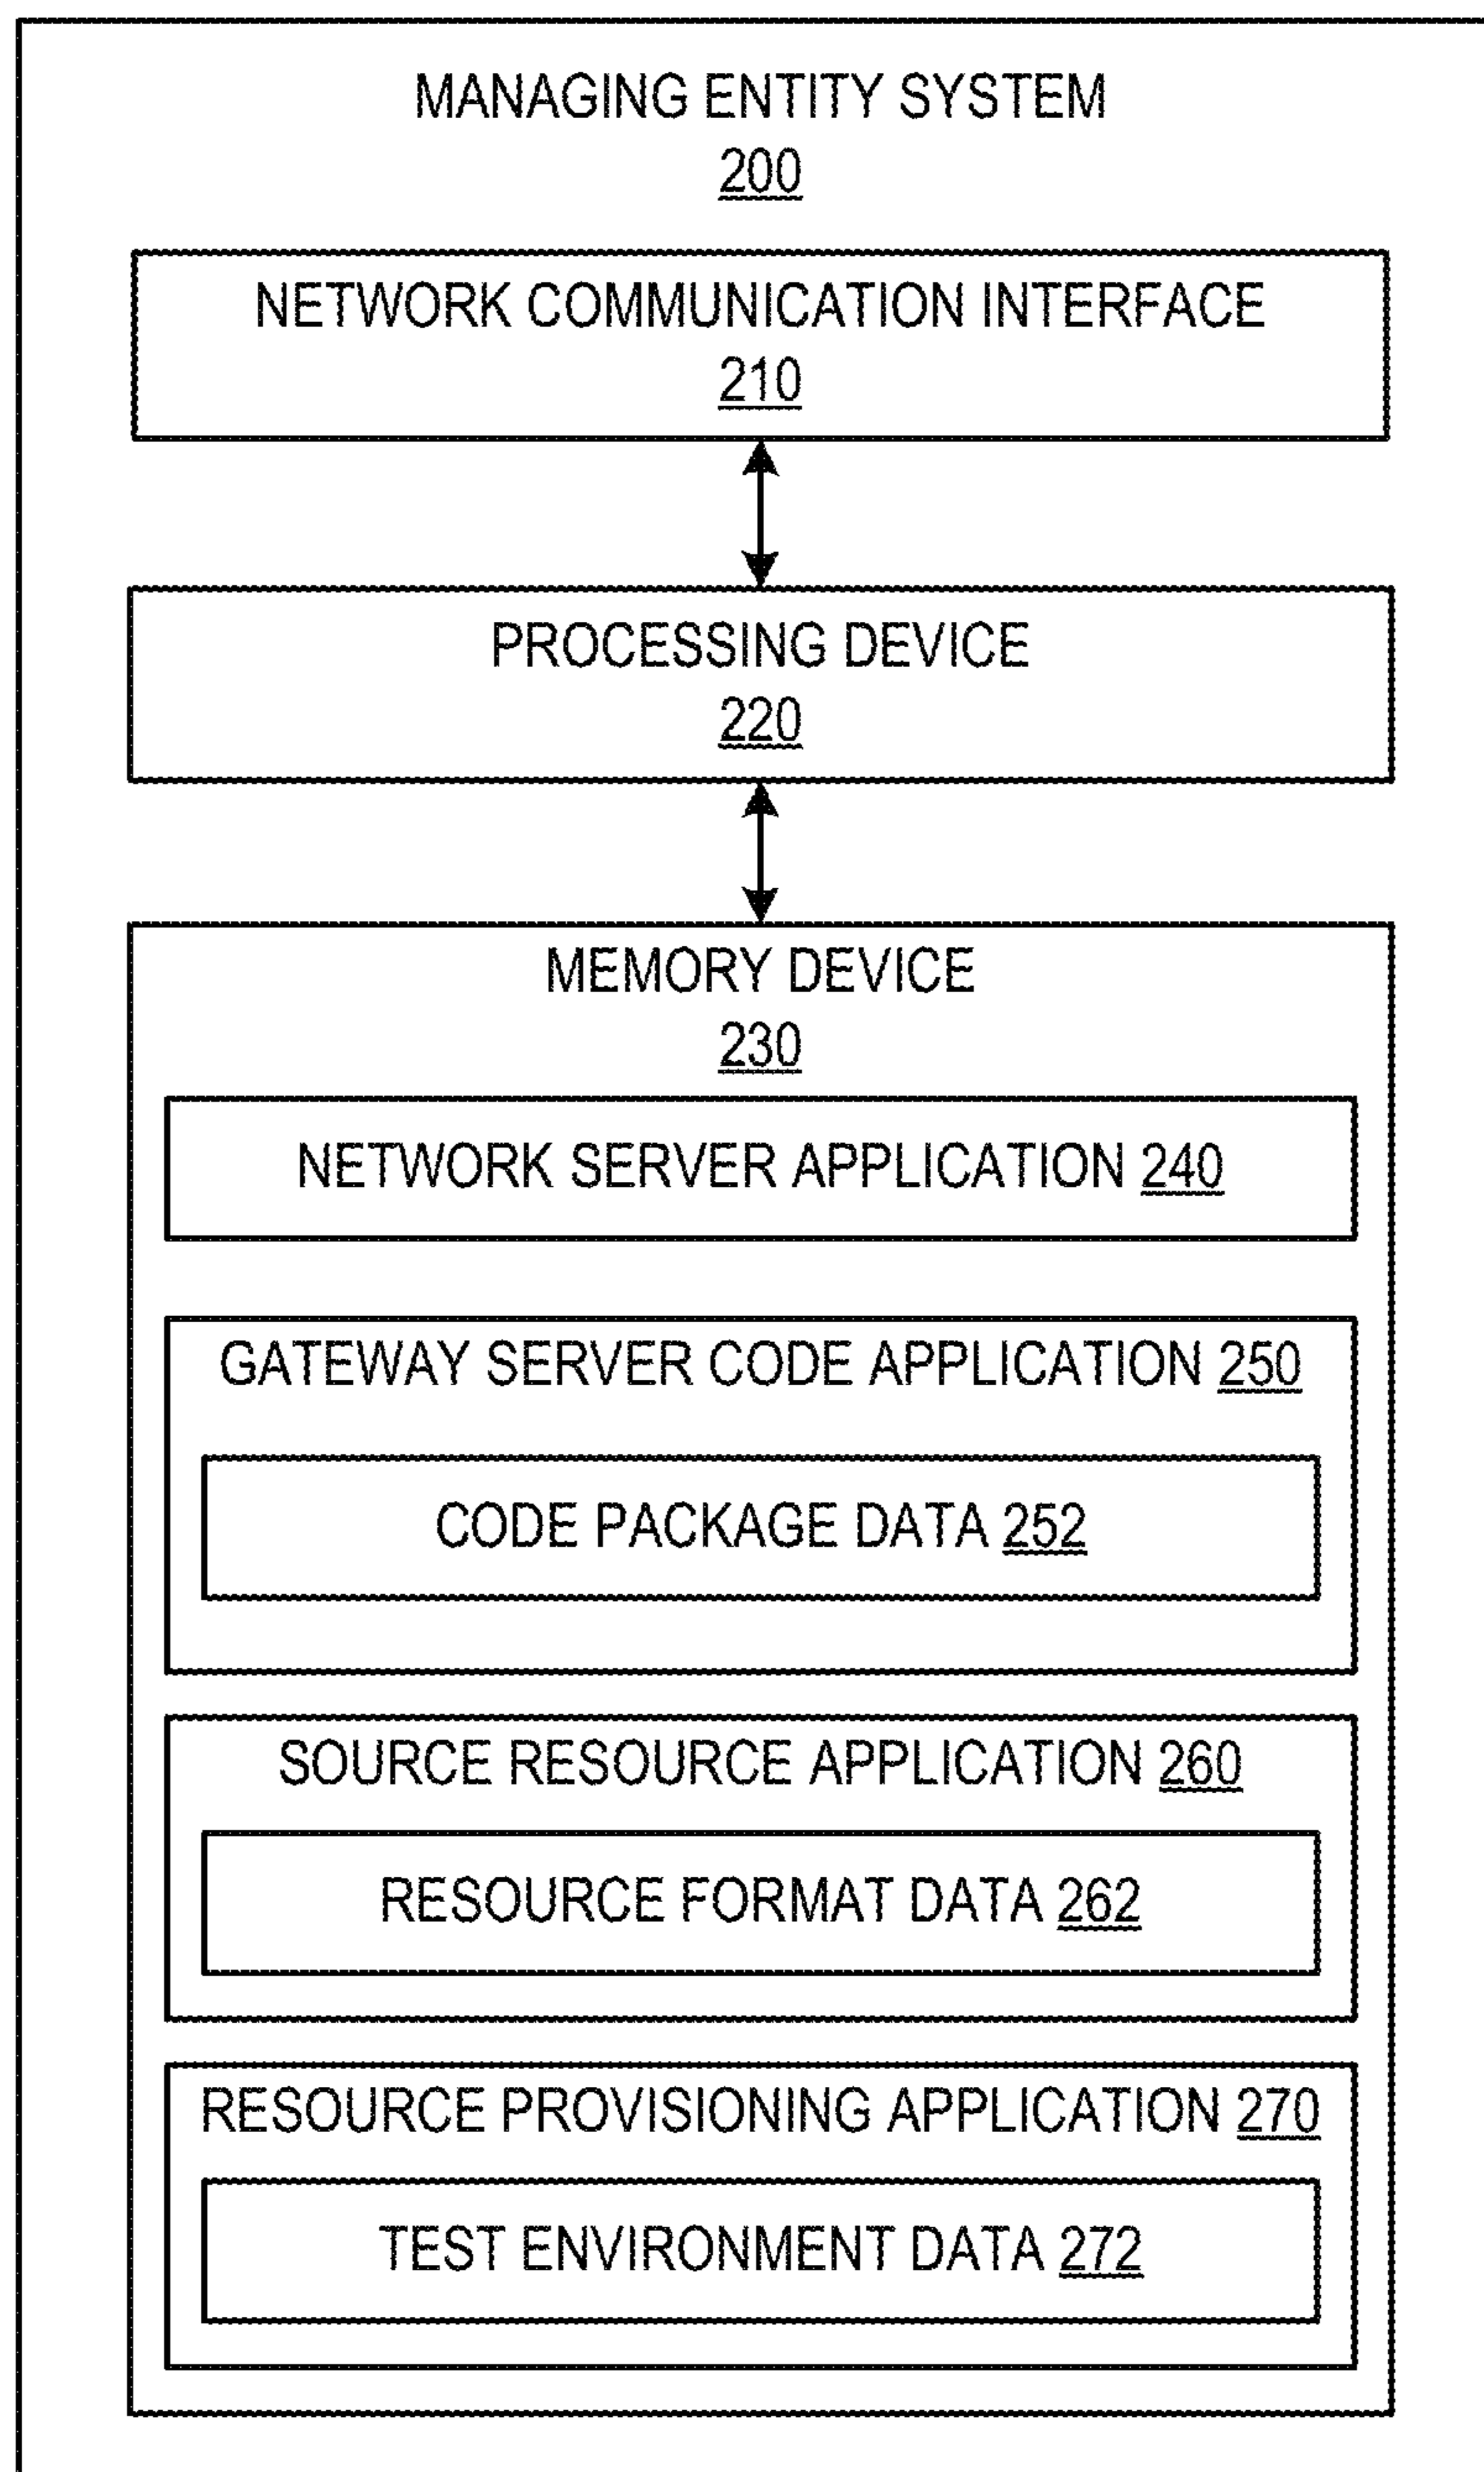 MANAGING ENTITY SYSTEM
200
NETWORK COMMUNICATION INTERFACE
210
PROCESSING DEVICE
220
MEMORY DEVICE
230
NETWORK SERVER APPLICATION 240
GATEWAY SERVER CODE APPLICATION 250
CODE PACKAGE DATA 252
SOURCE RESOURCE APPLICATION 260
RESOURCE FORMAT DATA 262
RESOURCE PROVISIONING APPLICATION 270
TEST ENVIRONMENT DATA 272